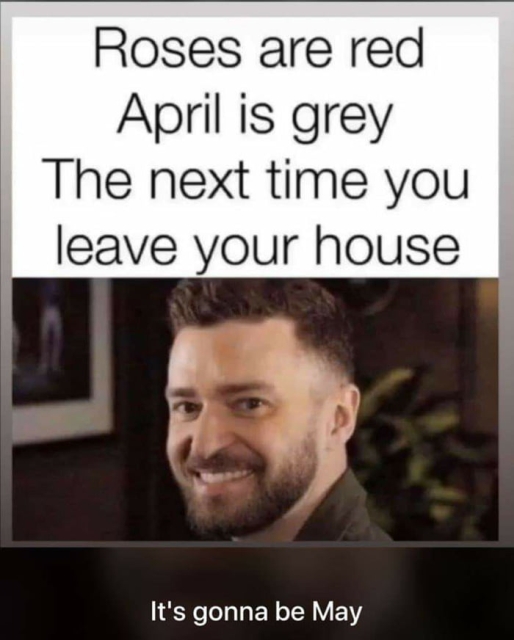 Roses are red
April is grey
The next time you
leave your house
It's gonna be May